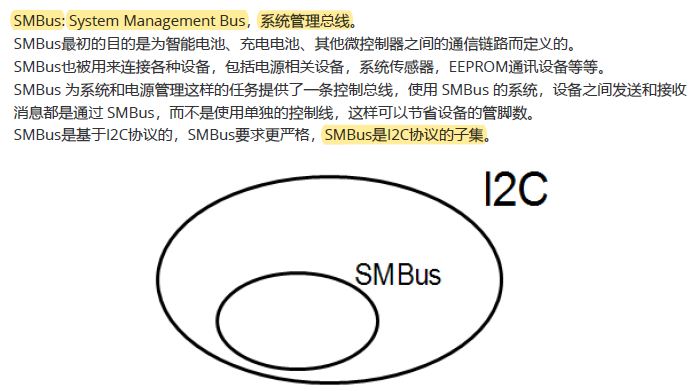 SMBus: System Management Bus，系统管理总线。
SMBus最初的目的是为智能电池、充电电池、其他微控制器之间的通信链路而定义的。
SMBus也被用来连接各种设备，包括电源相关设备，系统传感器，EEPROM通讯设备等等。
SMBus 为系统和电源管理这样的任务提供了一条控制总线，使用 SMBus 的系统，设备之间发送和接收
消息都是通过 SMBus，而不是使用单独的控制线，这样可以节省设备的管脚数。
SMBus是基于I2C协议的，SMBus要求更严格，SMBus是I2C协议的子集。
I2C
SMBus